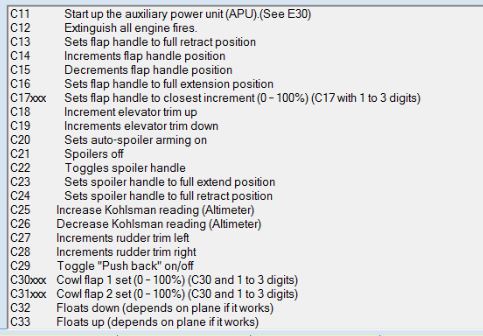 C11 Start up the auxiliary power unit (APU).(See E30)
C12 Extinguish all engine fires.
C13 Sets flap handle to full retract position
C14 Increments flap handle position
C15 Decrements flap handle position
C16 Sets flap handle to full extension position
C17xxx Sets flap handle to closest increment (0 - 100%) (C17 with 1 to 3 digits)
C18 Increment elevator trim up
C19 Increments elevator trim down
C20 Sets auto-spoiler arming on
C21 Spoilers off
C22 Toggles spoiler handle
C23 Sets spoiler handle to full extend position
C24 Sets spoiler handle to full retract position
C25 Increase Kohlsman reading (Altimeter)
C26 Decrease Kohlsman reading (Altimeter)
C27 Increments rudder trim left
C28 Increments rudder trim right
C29 Toggle "Push back" on/off
C30xxx Cowl flap 1 set (0 - 100%) (C30 and 1 to 3 digits)
C31xxx Cowl flap 2 set (0 - 100%) (C30 and 1 to 3 digits)
C32 Floats down (depends on plane if it works)
C33 Floats up (depends on plane if it works)